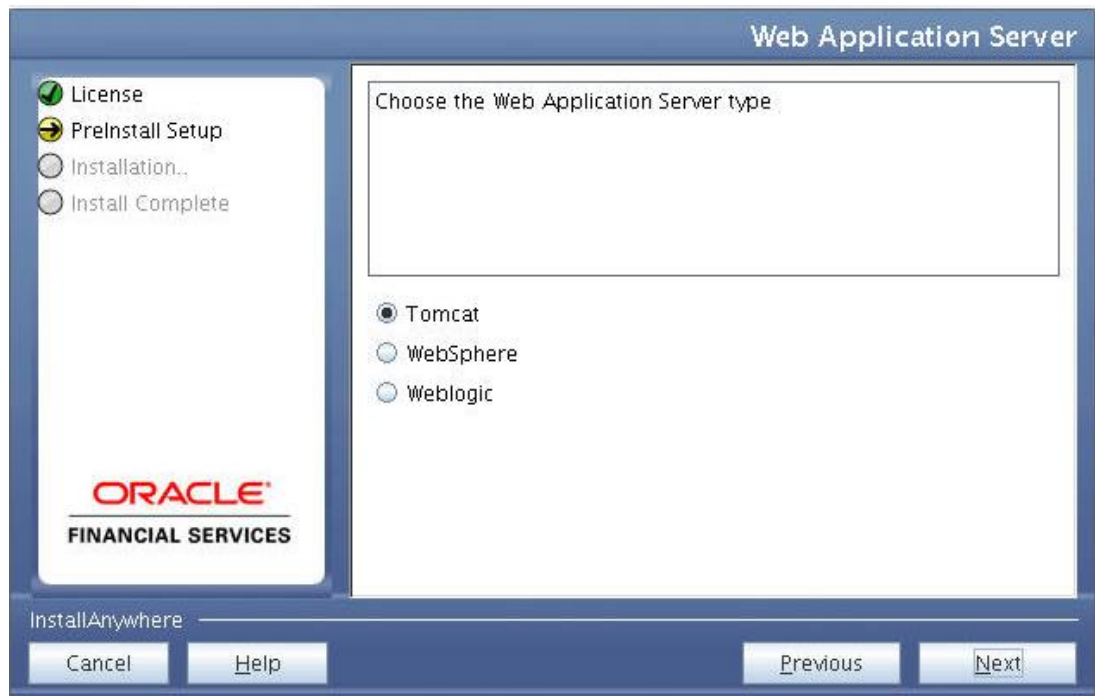 Web Application Server
License
PreInstall Setup
Installation..
Install Complete
Choose the Web Application Server type
Tomcat
WebSphere
Weblogic
ORACLE
FINANCIAL SERVICES
InstallAnywhere
Cancel
Help
Previous
Next